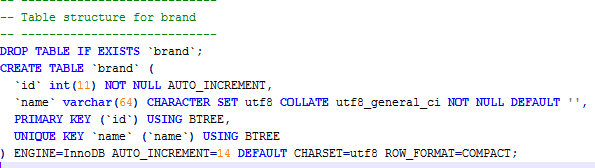 -- ----------------------------
-- Table structure for brand
-- ----------------------------
DROP TABLE IF EXISTS `brand`;
CREATE TABLE `brand` (
  `id` int(11) NOT NULL AUTO_INCREMENT,
  `name` varchar(64) CHARACTER SET utf8 COLLATE utf8_general_ci NOT NULL DEFAULT '',
  PRIMARY KEY (`id`) USING BTREE,
  UNIQUE KEY `name` (`name`) USING BTREE
) ENGINE=InnoDB AUTO_INCREMENT=14 DEFAULT CHARSET=utf8 ROW_FORMAT=COMPACT;